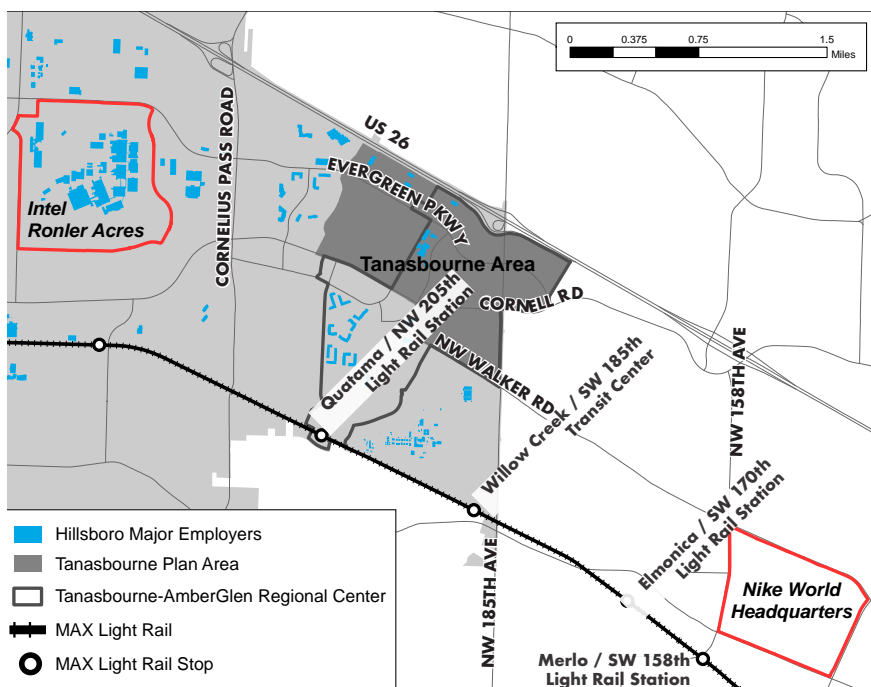 0 0.375 0.75 1.5
Miles
US 26
CORNELIUS PASS ROAD
EVERGREEN PKWY
Intel
Ronler Acres
Tanasbourne Area
CORNELL RD
Quatama / NW 205th
Light Rail Station
NW WALKER RD
Willow Creek / SW 185th
Transit Center
NW 158TH AVE
Elmonica / SW 170th
Light Rail Station
NW 185TH AVE
Nike World
Headquarters
Merlo / SW 158th
Light Rail Station
Hillsboro Major Employers
Tanasbourne Plan Area
Tanasbourne-AmberGlen Regional Center
MAX Light Rail
MAX Light Rail Stop